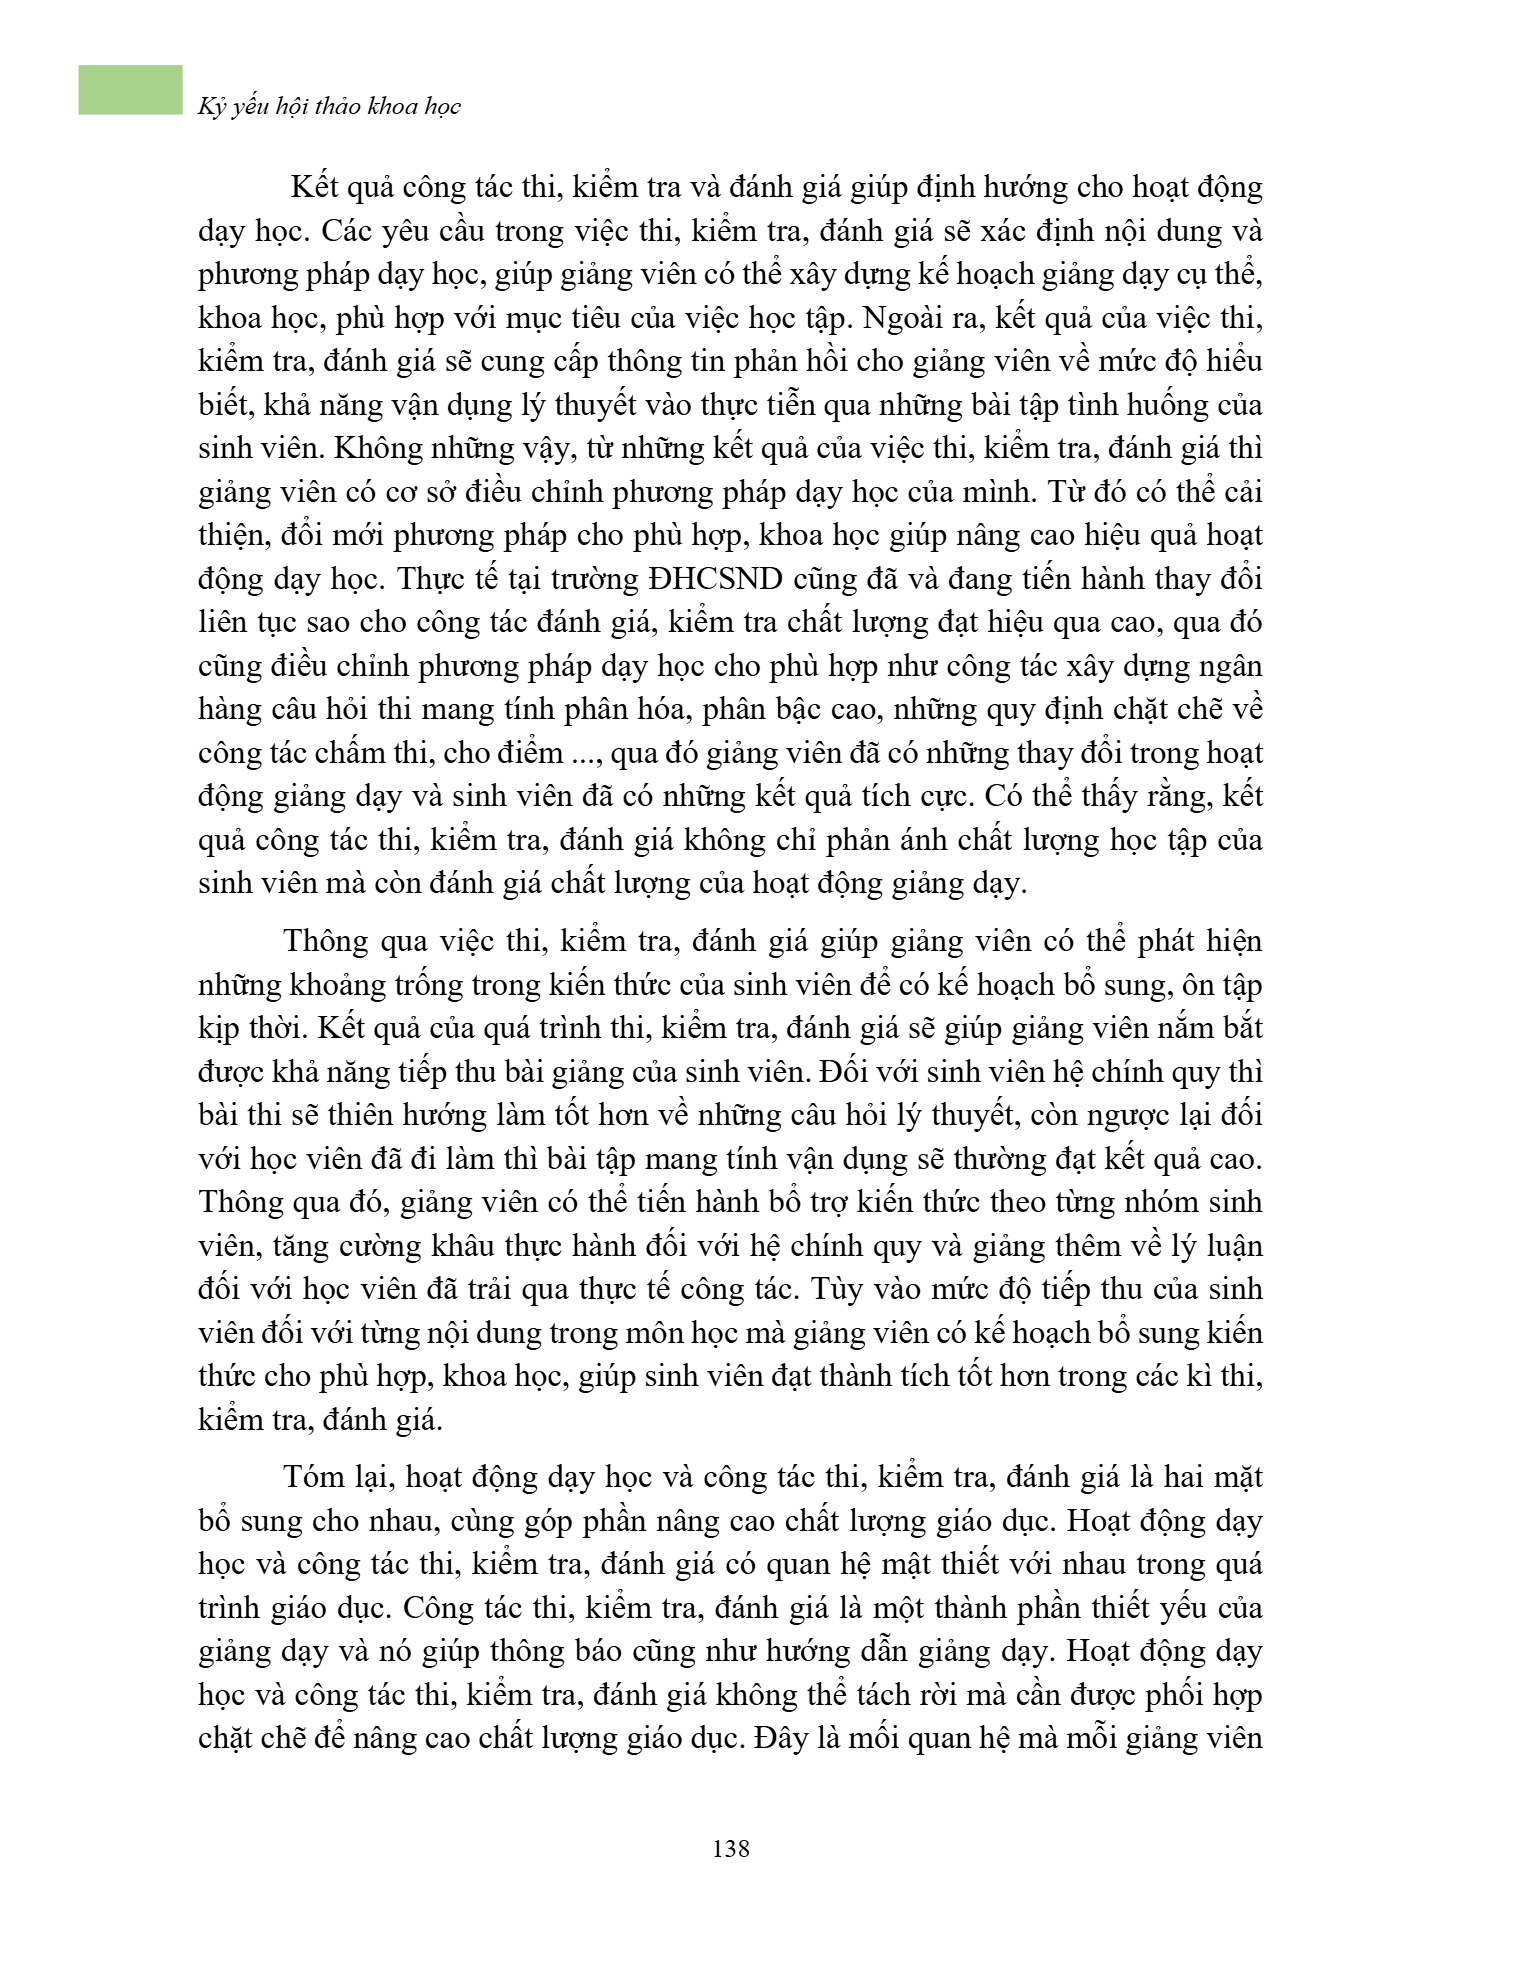 Kỷ yếu hội thảo khoa học
Kết quả công tác thi, kiểm tra và đánh giá giúp định hướng cho hoạt động
dạy học. Các yêu cầu trong việc thi, kiểm tra, đánh giá sẽ xác định nội dung và
phương pháp dạy học, giúp giảng viên có thể xây dựng kế hoạch giảng dạy cụ thể,
khoa học, phù hợp với mục tiêu của việc học tập. Ngoài ra, kết quả của việc thi,
kiểm tra, đánh giá sẽ cung cấp thông tin phản hồi cho giảng viên về mức độ hiểu
biết, khả năng vận dụng lý thuyết vào thực tiễn qua những bài tập tình huống của
sinh viên. Không những vậy, từ những kết quả của việc thi, kiểm tra, đánh giá thì
giảng viên có cơ sở điều chỉnh phương pháp dạy học của mình. Từ đó có thể cải
thiện, đổi mới phương pháp cho phù hợp, khoa học giúp nâng cao hiệu quả hoạt
động dạy học. Thực tế tại trường ĐHCSND cũng đã và đang tiến hành thay đổi
liên tục sao cho công tác đánh giá, kiểm tra chất lượng đạt hiệu qua cao, qua đó
cũng điều chỉnh phương pháp dạy học cho phù hợp như công tác xây dựng ngân
hàng câu hỏi thi mang tính phân hóa, phân bậc cao, những quy định chặt chẽ về
công tác chấm thi, cho điểm ..., qua đó giảng viên đã có những thay đổi trong hoạt
động giảng dạy và sinh viên đã có những kết quả tích cực. Có thể thấy rằng, kết
quả công tác thi, kiểm tra, đánh giá không chỉ phản ánh chất lượng học tập của
sinh viên mà còn đánh giá chất lượng của hoạt động giảng dạy.
Thông qua việc thi, kiểm tra, đánh giá giúp giảng viên có thể phát hiện
những khoảng trống trong kiến thức của sinh viên để có kế hoạch bổ sung, ôn tập
kịp thời. Kết quả của quá trình thi, kiểm tra, đánh giá sẽ giúp giảng viên nắm bắt
được khả năng tiếp thu bài giảng của sinh viên. Đối với sinh viên hệ chính quy thì
bài thi sẽ thiên hướng làm tốt hơn về những câu hỏi lý thuyết, còn ngược lại đối
với học viên đã đi làm thì bài tập mang tính vận dụng sẽ thường đạt kết quả cao.
Thông qua đó, giảng viên có thể tiến hành bổ trợ kiến thức theo từng nhóm sinh
viên, tăng cường khâu thực hành đối với hệ chính quy và giảng thêm về lý luận
đối với học viên đã trải qua thực tế công tác. Tùy vào mức độ tiếp thu của sinh
viên đối với từng nội dung trong môn học mà giảng viên có kế hoạch bổ sung kiến
thức cho phù hợp, khoa học, giúp sinh viên đạt thành tích tốt hơn trong các kì thi,
kiểm tra, đánh giá.
Tóm lại, hoạt động dạy học và công tác thi, kiểm tra, đánh giá là hai mặt
bổ sung cho nhau, cùng góp phần nâng cao chất lượng giáo dục. Hoạt động dạy
học và công tác thi, kiểm tra, đánh giá có quan hệ mật thiết với nhau trong quá
trình giáo dục. Công tác thi, kiểm tra, đánh giá là một thành phần thiết yếu của
giảng dạy và nó giúp thông báo cũng như hướng dẫn giảng dạy. Hoạt động dạy
học và công tác thi, kiểm tra, đánh giá không thể tách rời mà cần được phối hợp
chặt chẽ để nâng cao chất lượng giáo dục. Đây là mối quan hệ mà mỗi giảng viên
138